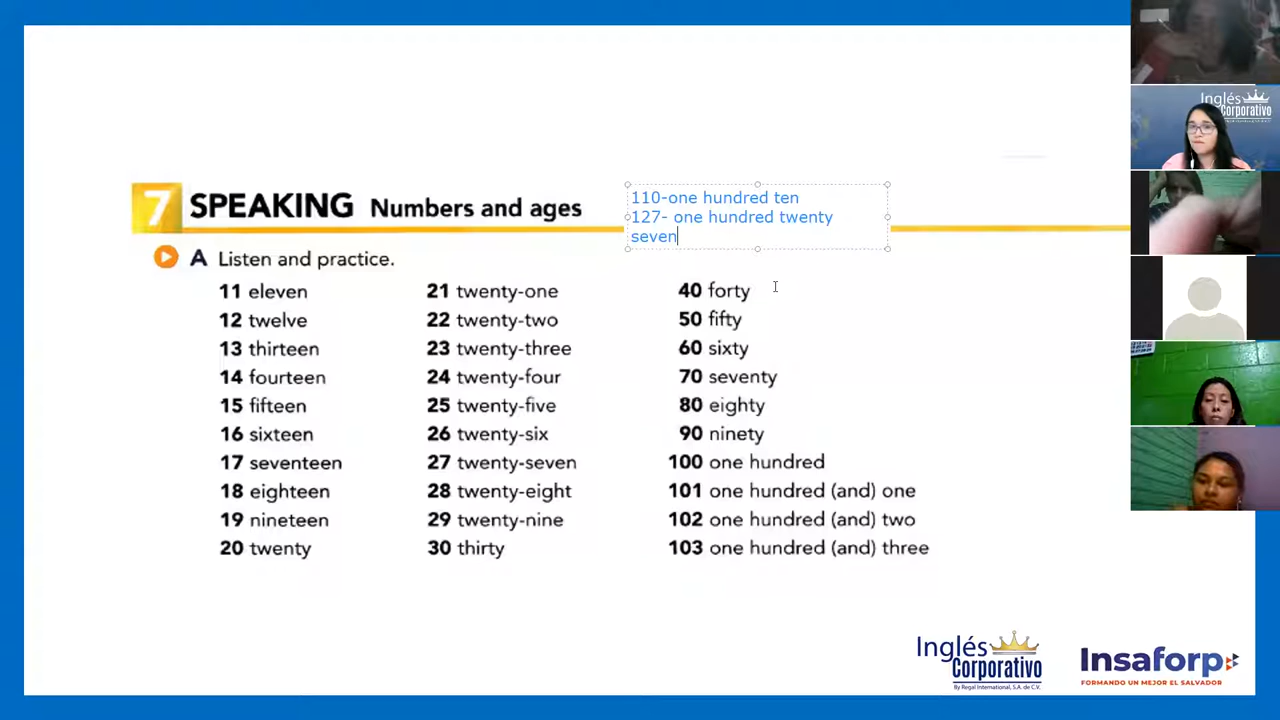 Inglés
Corporativo
7 SPEAKING Numbers and ages
110-one hundred ten
127- one hundred twenty
seven
A Listen and practice.
11 eleven
12 twelve
13 thirteen
14 fourteen
15 fifteen
16 sixteen
17 seventeen
18 eighteen
19 nineteen
20 twenty
21 twenty-one
22 twenty-two
23 twenty-three
24 twenty-four
25 twenty-five
26 twenty-six
27 twenty-seven
28 twenty-eight
29 twenty-nine
30 thirty
40 forty
50 fifty
60 sixty
70 seventy
80 eighty
90 ninety
100 one hundred
101 one hundred (and) one
102 one hundred (and) two
103 one hundred (and) three
Inglés
Corporativo
By Regal International, S.A. de C.V.
Insaforp
FORMANDO UN MEJOR EL SALVADOR